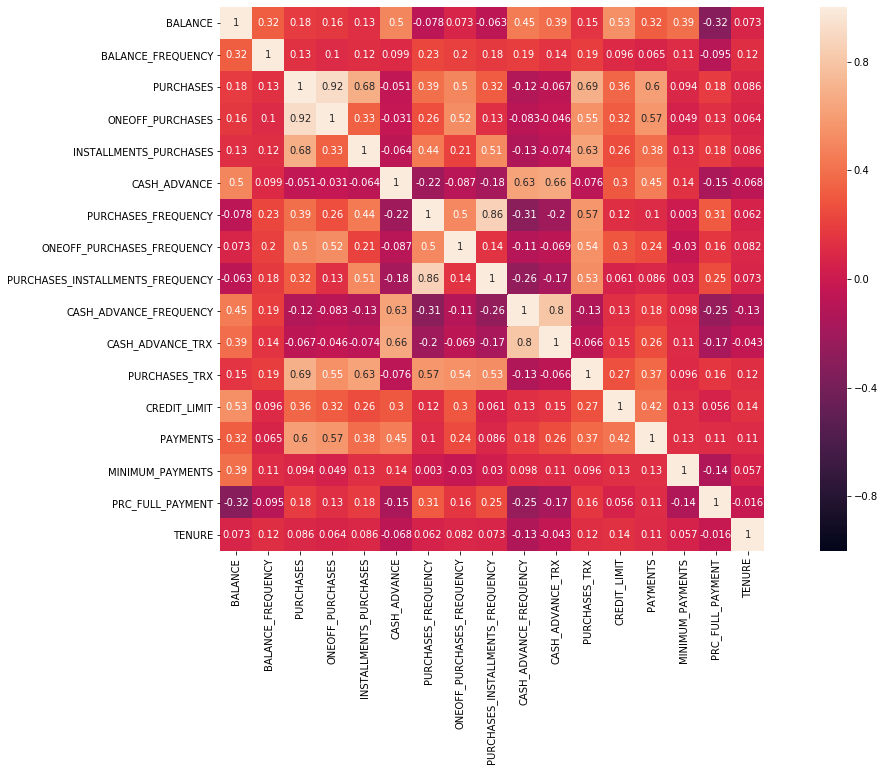 BALANCE 1 0.32 0.18 0.16 0.13 0.5 -0.078 0.073 -0.063 0.45 0.39 0.15 0.53 0.32 0.39 -0.32 0.073
BALANCE_FREQUENCY 0.32 1 0.13 0.1 0.12 0.099 0.23 0.2 0.18 0.19 0.14 0.19 0.096 0.065 0.11 -0.095 0.12
PURCHASES 0.18 0.13 1 0.92 0.68 -0.051 0.39 0.5 0.32 -0.12 -0.067 0.69 0.36 0.6 0.094 0.18 0.086
ONEOFF_PURCHASES 0.16 0.1 0.92 1 0.33 -0.031 0.26 0.52 0.13 -0.083 -0.046 0.55 0.32 0.57 0.049 0.13 0.064
INSTALLMENTS_PURCHASES 0.13 0.12 0.68 0.33 1 -0.064 0.44 0.21 0.51 -0.13 -0.074 0.63 0.26 0.38 0.13 0.18 0.086
CASH_ADVANCE 0.5 0.099 -0.051 -0.031 -0.064 1 -0.22 -0.087 -0.18 0.63 0.66 -0.076 0.3 0.45 0.14 -0.15 -0.068
PURCHASES_FREQUENCY -0.078 0.23 0.39 0.26 0.44 -0.22 1 0.5 0.86 -0.31 -0.2 0.57 0.12 0.1 0.003 0.31 0.062
ONEOFF_PURCHASES_FREQUENCY 0.073 0.2 0.5 0.52 0.21 -0.087 0.5 1 0.14 -0.11 -0.069 0.54 0.3 0.24 -0.03 0.16 0.082
PURCHASES_INSTALLMENTS_FREQUENCY -0.063 0.18 0.32 0.13 0.51 -0.18 0.86 0.14 1 -0.26 -0.17 0.53 0.061 0.086 0.03 0.25 0.073
CASH_ADVANCE_FREQUENCY 0.45 0.19 -0.12 -0.083 -0.13 0.63 -0.31 -0.11 -0.26 1 0.8 -0.13 0.13 0.18 0.098 -0.25 -0.13
CASH_ADVANCE_TRX 0.39 0.14 -0.067 -0.046 -0.074 0.66 -0.2 -0.069 -0.17 0.8 1 -0.066 0.15 0.26 0.11 -0.17 -0.043
PURCHASES_TRX 0.15 0.19 0.69 0.55 0.63 -0.076 0.57 0.54 0.53 -0.13 -0.066 1 0.27 0.37 0.096 0.16 0.12
CREDIT_LIMIT 0.53 0.096 0.36 0.32 0.26 0.3 0.12 0.3 0.061 0.13 0.15 0.27 1 0.42 0.13 0.056 0.14
PAYMENTS 0.32 0.065 0.6 0.57 0.38 0.45 0.1 0.24 0.086 0.18 0.26 0.37 0.42 1 0.13 0.11 0.11
MINIMUM_PAYMENTS 0.39 0.11 0.094 0.049 0.13 0.14 0.003 -0.03 0.03 0.098 0.11 0.096 0.13 0.13 1 -0.14 0.057
PRC_FULL_PAYMENT -0.32 -0.095 0.18 0.13 0.18 -0.15 0.31 0.16 0.25 -0.25 -0.17 0.16 0.056 0.11 -0.14 1 -0.016
TENURE 0.073 0.12 0.086 0.064 0.086 -0.068 0.062 0.082 0.073 -0.13 -0.043 0.12 0.14 0.11 0.057 -0.016 1
BALANCE
BALANCE_FREQUENCY
PURCHASES
ONEOFF_PURCHASES
INSTALLMENTS_PURCHASES
CASH_ADVANCE
PURCHASES_FREQUENCY
ONEOFF_PURCHASES_FREQUENCY
PURCHASES_INSTALLMENTS_FREQUENCY
CASH_ADVANCE_FREQUENCY
CASH_ADVANCE_TRX
PURCHASES_TRX
CREDIT_LIMIT
PAYMENTS
MINIMUM_PAYMENTS
PRC_FULL_PAYMENT
TENURE
0.8
0.4
0.0
-0.4
-0.8